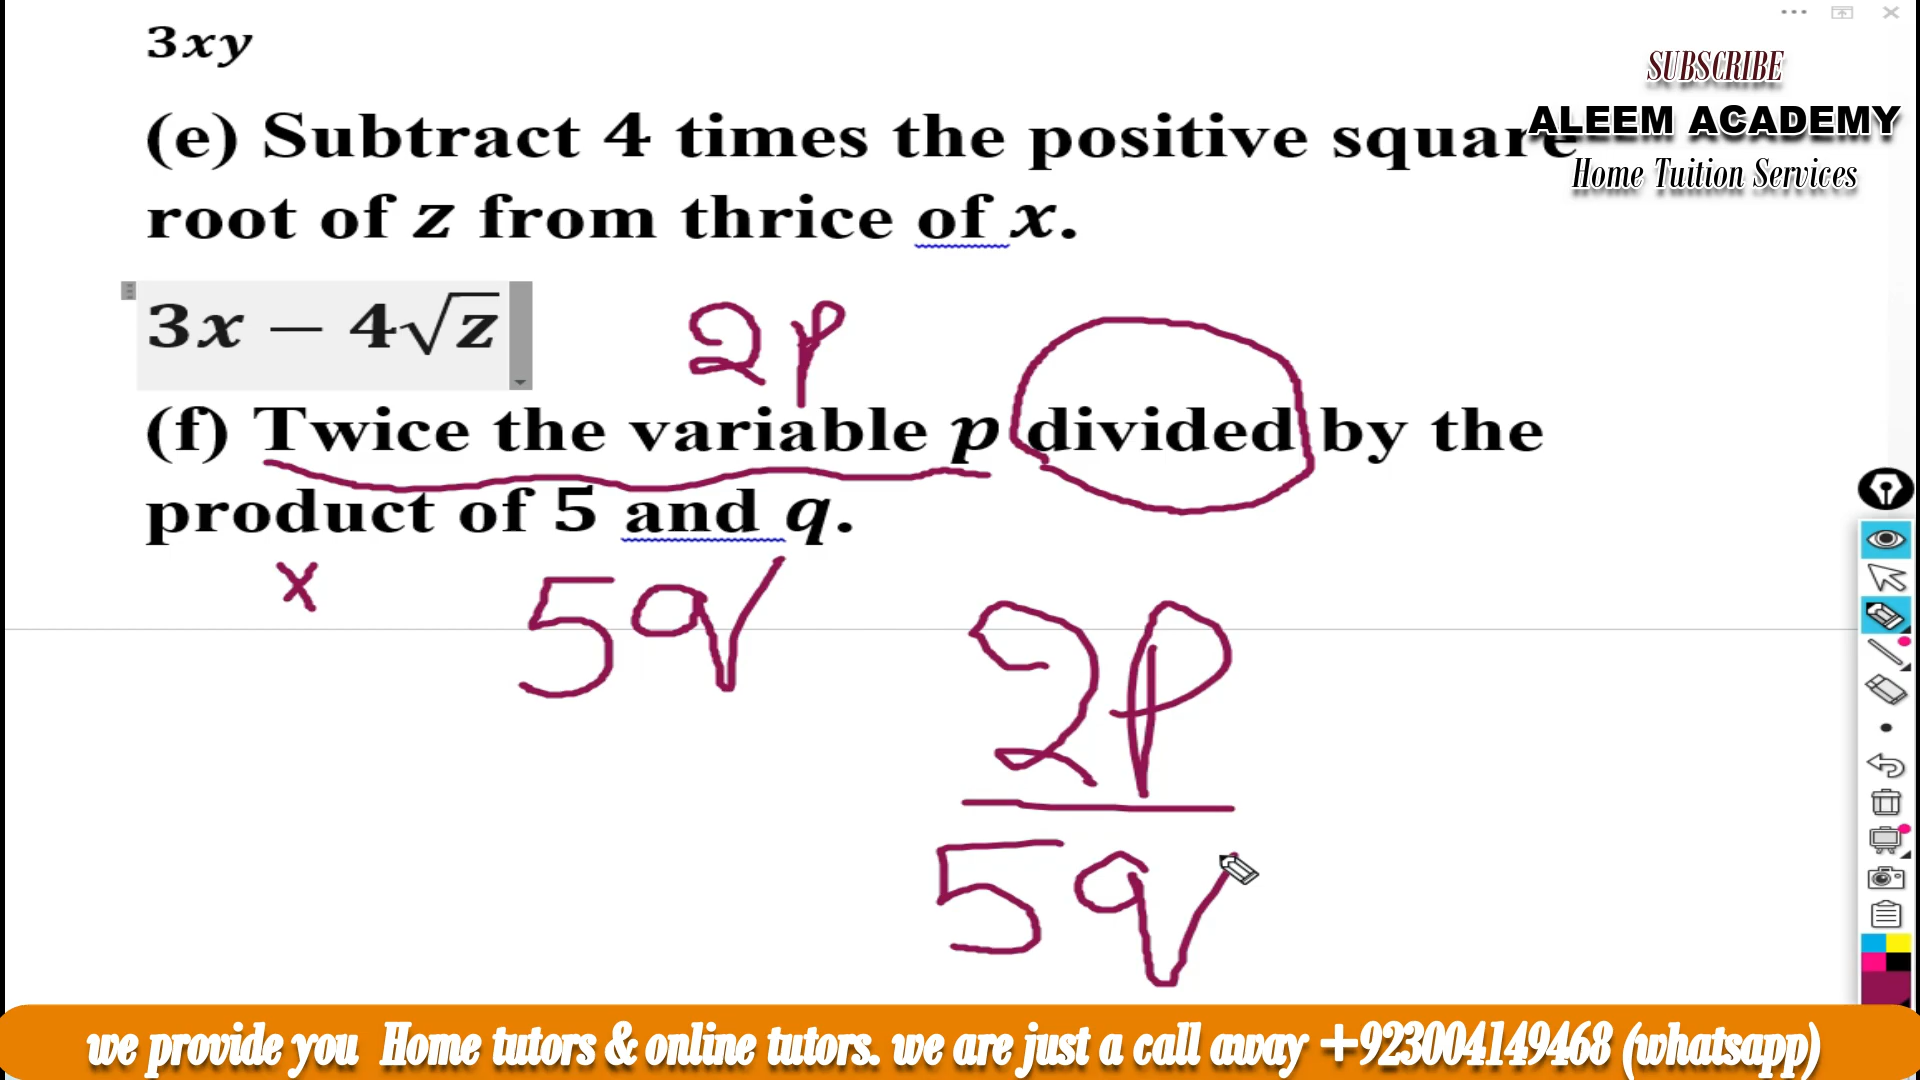 3xy
SUBSCRIBE
ALEEM ACADEMY
Home Tuition Services
(e) Subtract 4 times the positive square
root of z from thrice of x.
3x − 4√z
2p
(f) Twice the variable p divided by the
product of 5 and q.
x
5q
2p
5q
we provide you Home tutors & online tutors. we are just a call away +923004149468 (whatsapp)